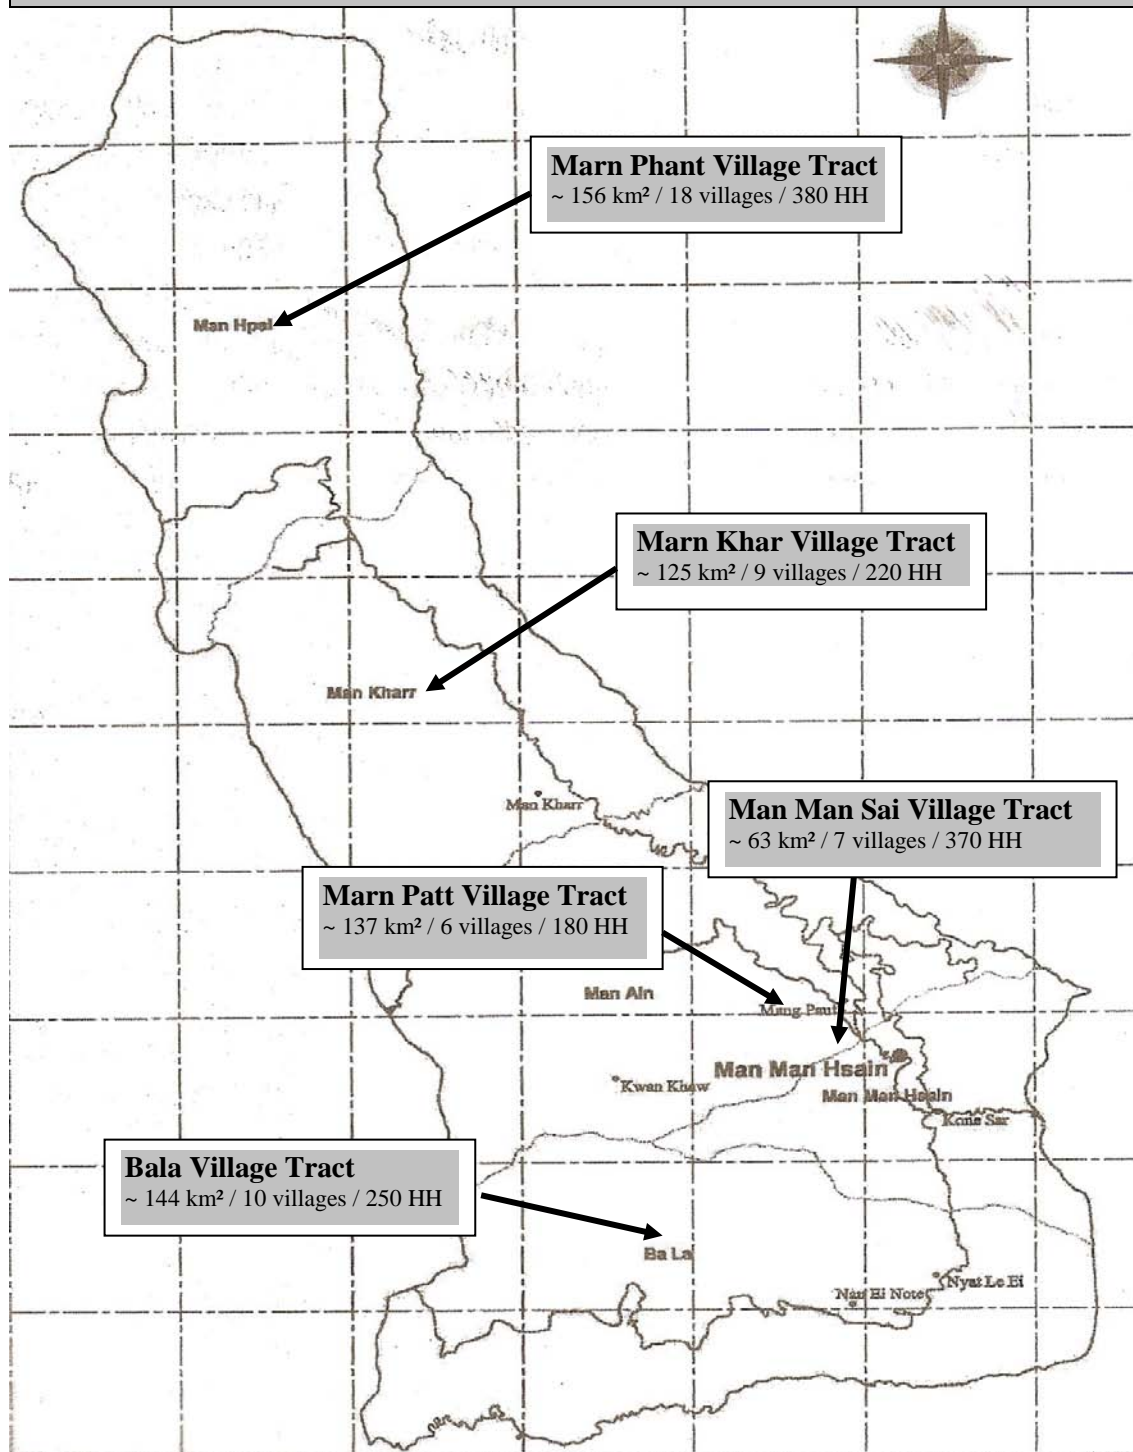 Marn Phant Village Tract
~ 156 km² / 18 villages / 380 HH
Man Hpal
Marn Khar Village Tract
~ 125 km² / 9 villages / 220 HH
Man Kharr
Man Kharr
Man Man Sai Village Tract
~ 63 km² / 7 villages / 370 HH
Marn Patt Village Tract
~ 137 km² / 6 villages / 180 HH
Man Ain
Mang Paut
Man Man Hsain
Kwan Khaw
Man Man Hsain
Kone Sar
Bala Village Tract
~ 144 km² / 10 villages / 250 HH
Ba La
Nyat Le Ei
Nan Ei Note